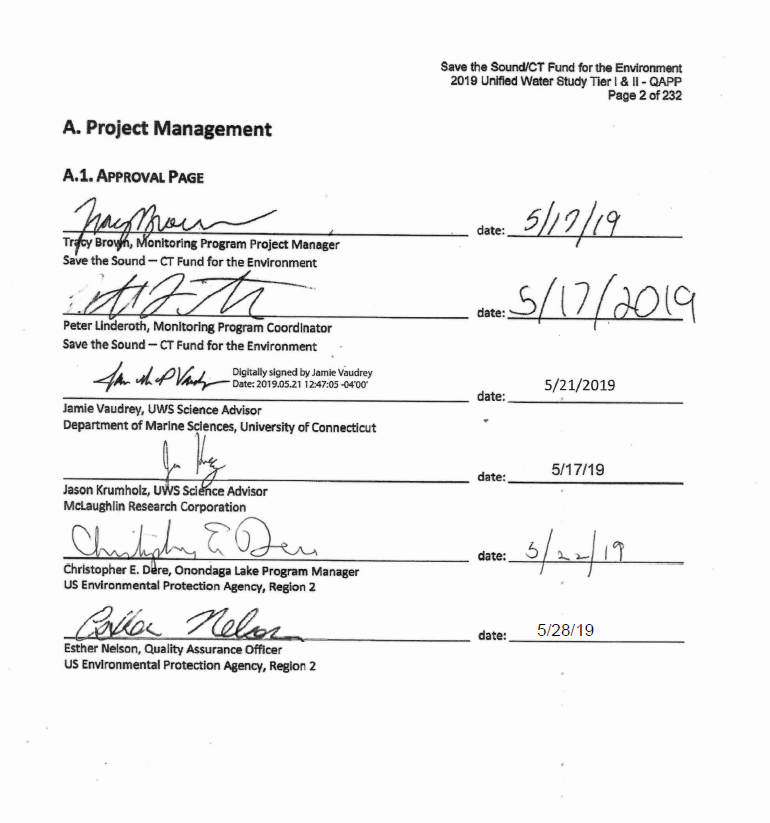 Save the Sound/CT Fund for the Environment
2019 Unified Water Study Tier I & II - QAPP
Page 2 of 232
A. Project Management
A.1. APPROVAL PAGE
Tracy Brown date: 5/17/19
Tracy Brown, Monitoring Program Project Manager
Save the Sound — CT Fund for the Environment
date: 5/17/2019
Peter Linderoth, Monitoring Program Coordinator
Save the Sound — CT Fund for the Environment
Digitally signed by Jamie Vaudrey
Date: 2019.05.21 12:47:05 -04'00'
date: 5/21/2019
Jamie Vaudrey, UWS Science Advisor
Department of Marine Sciences, University of Connecticut
date: 5/17/19
Jason Krumholz, UWS Science Advisor
McLaughlin Research Corporation
Christopher E. Dere date: 5/22/19
Christopher E. Dere, Onondaga Lake Program Manager
US Environmental Protection Agency, Region 2
Esther Nelson date: 5/28/19
Esther Nelson, Quality Assurance Officer
US Environmental Protection Agency, Region 2